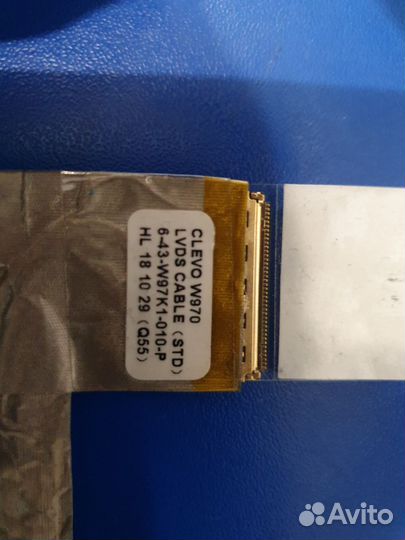 CLEVO W970
LVDS CABLE (STD)
6-43-W97K1-010-P
HL 18 10 29 (Q55)
Avito